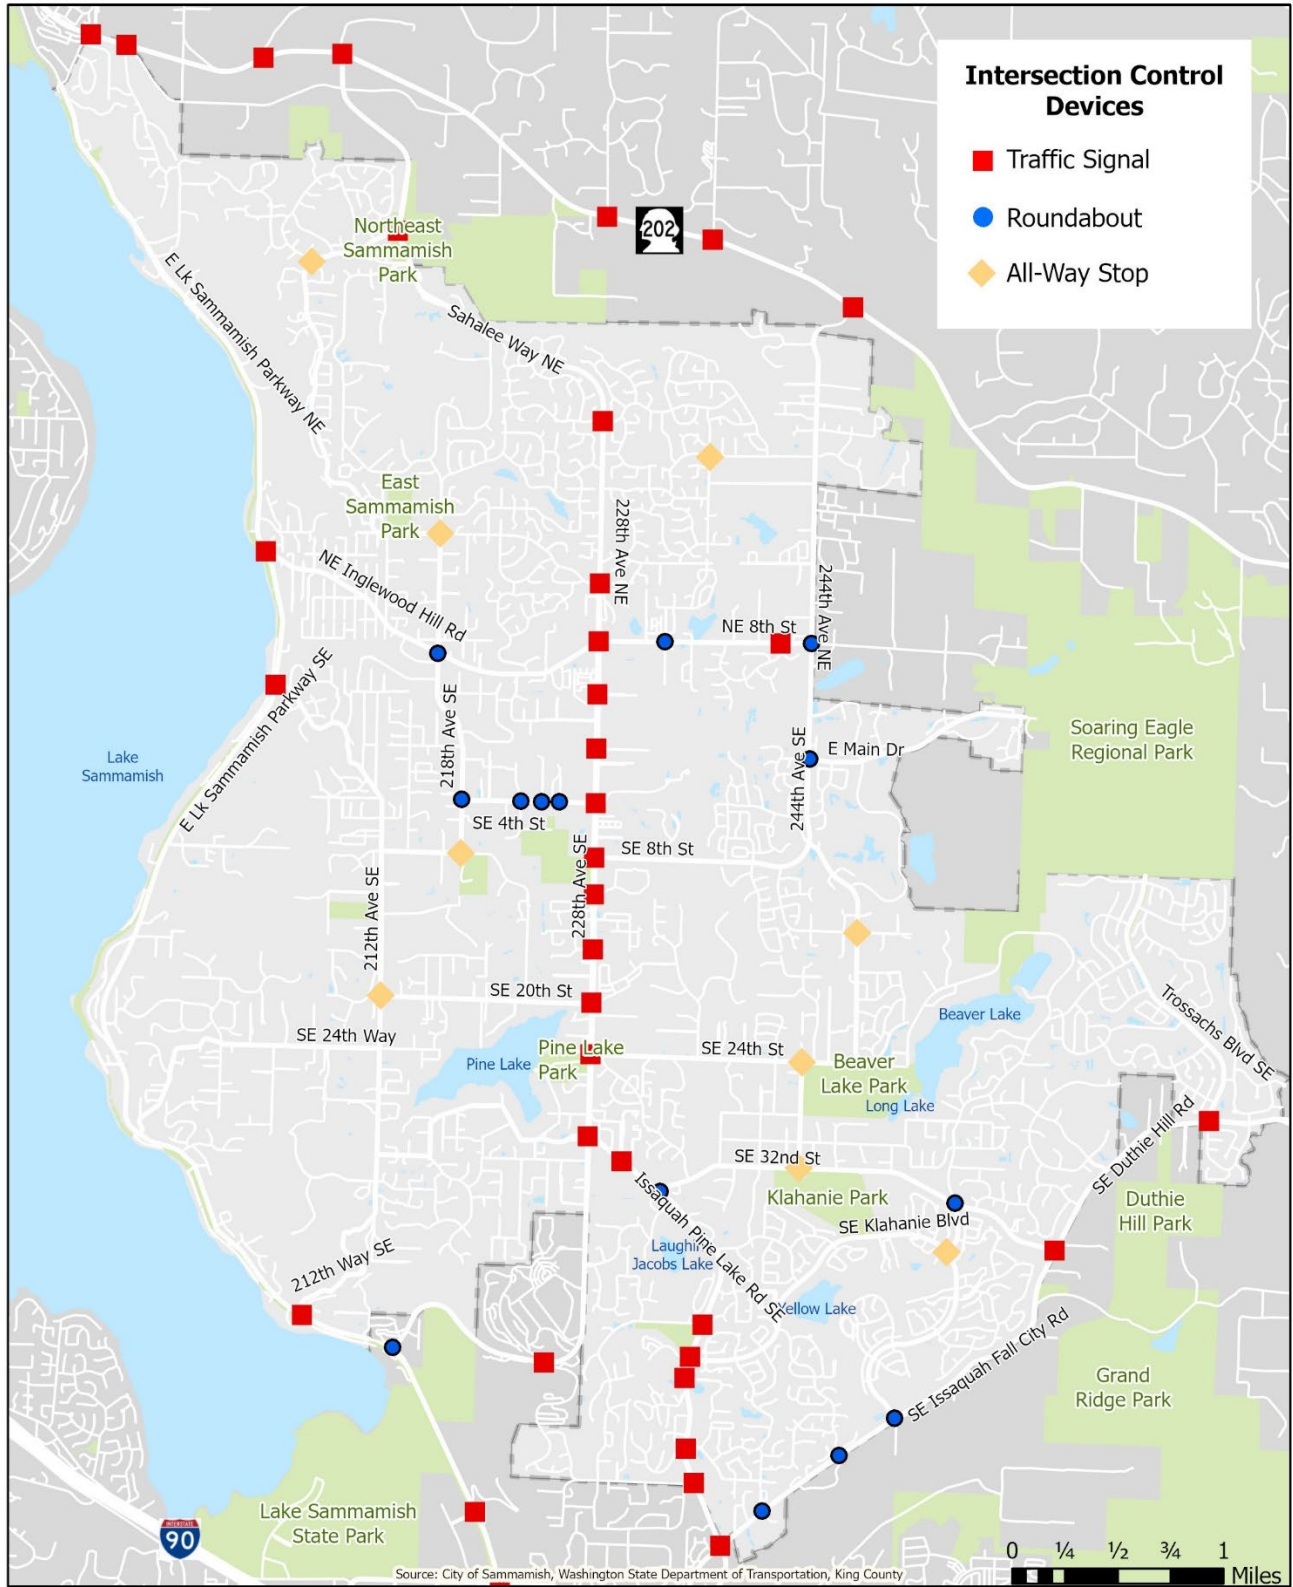 Intersection Control
Devices
Traffic Signal
Roundabout
All-Way Stop
202
Northeast
Sammamish
Park
E Lk Sammamish Parkway NE
Sahalee Way NE
East
Sammamish
Park
228th Ave NE
NE Inglewood Hill Rd
244th Ave NE
NE 8th St
E Lk Sammamish Parkway SE
218th Ave SE
Soaring Eagle
Regional Park
Lake
Sammamish
244th Ave SE
E Main Dr
SE 4th St
228th Ave SE
SE 8th St
212th Ave SE
SE 20th St
Beaver Lake
Trossachs Blvd SE
SE 24th Way
Pine Lake
Pine Lake
Park
SE 24th St
Beaver
Lake Park
Long Lake
SE Duthie Hill Rd
SE 32nd St
Klahanie Park
Duthie
Hill Park
Issaquah Pine Lake Rd SE
SE Klahanie Blvd
Jacobs Lake
212th Way SE
Yellow Lake
SE Issaquah Fall City Rd
Grand
Ridge Park
Lake Sammamish
State Park
INTERSTATE
90
0 ¼ ½ ¾ 1
Miles
Source: City of Sammamish, Washington State Department of Transportation, King County